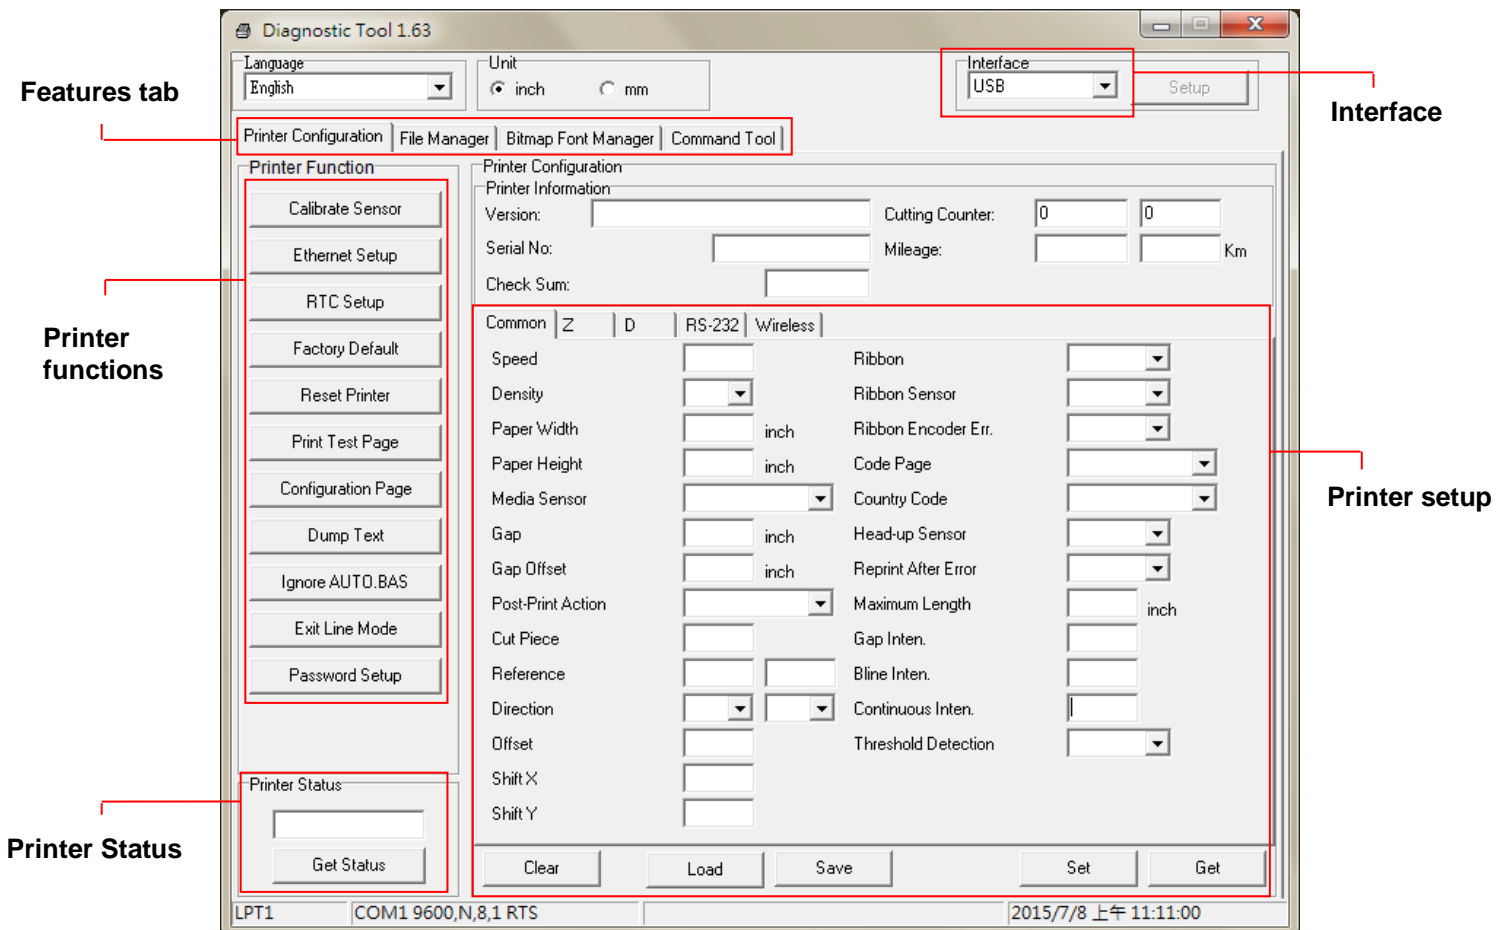 Diagnostic Tool 1.63
Language
English
Unit
inch
mm
Interface
USB
Setup
Features tab
Interface
Printer Configuration
File Manager
Bitmap Font Manager
Command Tool
Printer Function
Calibrate Sensor
Ethernet Setup
RTC Setup
Factory Default
Reset Printer
Print Test Page
Configuration Page
Dump Text
Ignore AUTO.BAS
Exit Line Mode
Password Setup
Printer functions
Printer Configuration
Printer Information
Version:
Cutting Counter:
0
0
Serial No:
Mileage:
Km
Check Sum:
Common
Z
D
RS-232
Wireless
Speed
Ribbon
Density
Ribbon Sensor
Paper Width
inch
Ribbon Encoder Err.
Paper Height
inch
Code Page
Media Sensor
Country Code
Gap
inch
Head-up Sensor
Gap Offset
inch
Reprint After Error
Post-Print Action
Maximum Length
inch
Cut Piece
Gap Inten.
Reference
Bline Inten.
Direction
Continuous Inten.
Offset
Threshold Detection
Shift X
Shift Y
Printer setup
Printer Status
Get Status
Printer Status
Clear
Load
Save
Set
Get
LPT1
COM1 9600,N,8,1 RTS
2015/7/8 上午 11:11:00